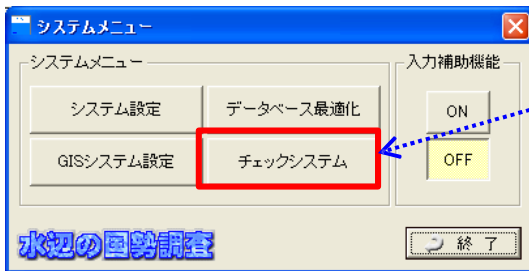 システムメニュー
システムメニュー
入力補助機能
システム設定
データベース最適化
ON
GISシステム設定
チェックシステム
OFF
水辺の国勢調査
終 了